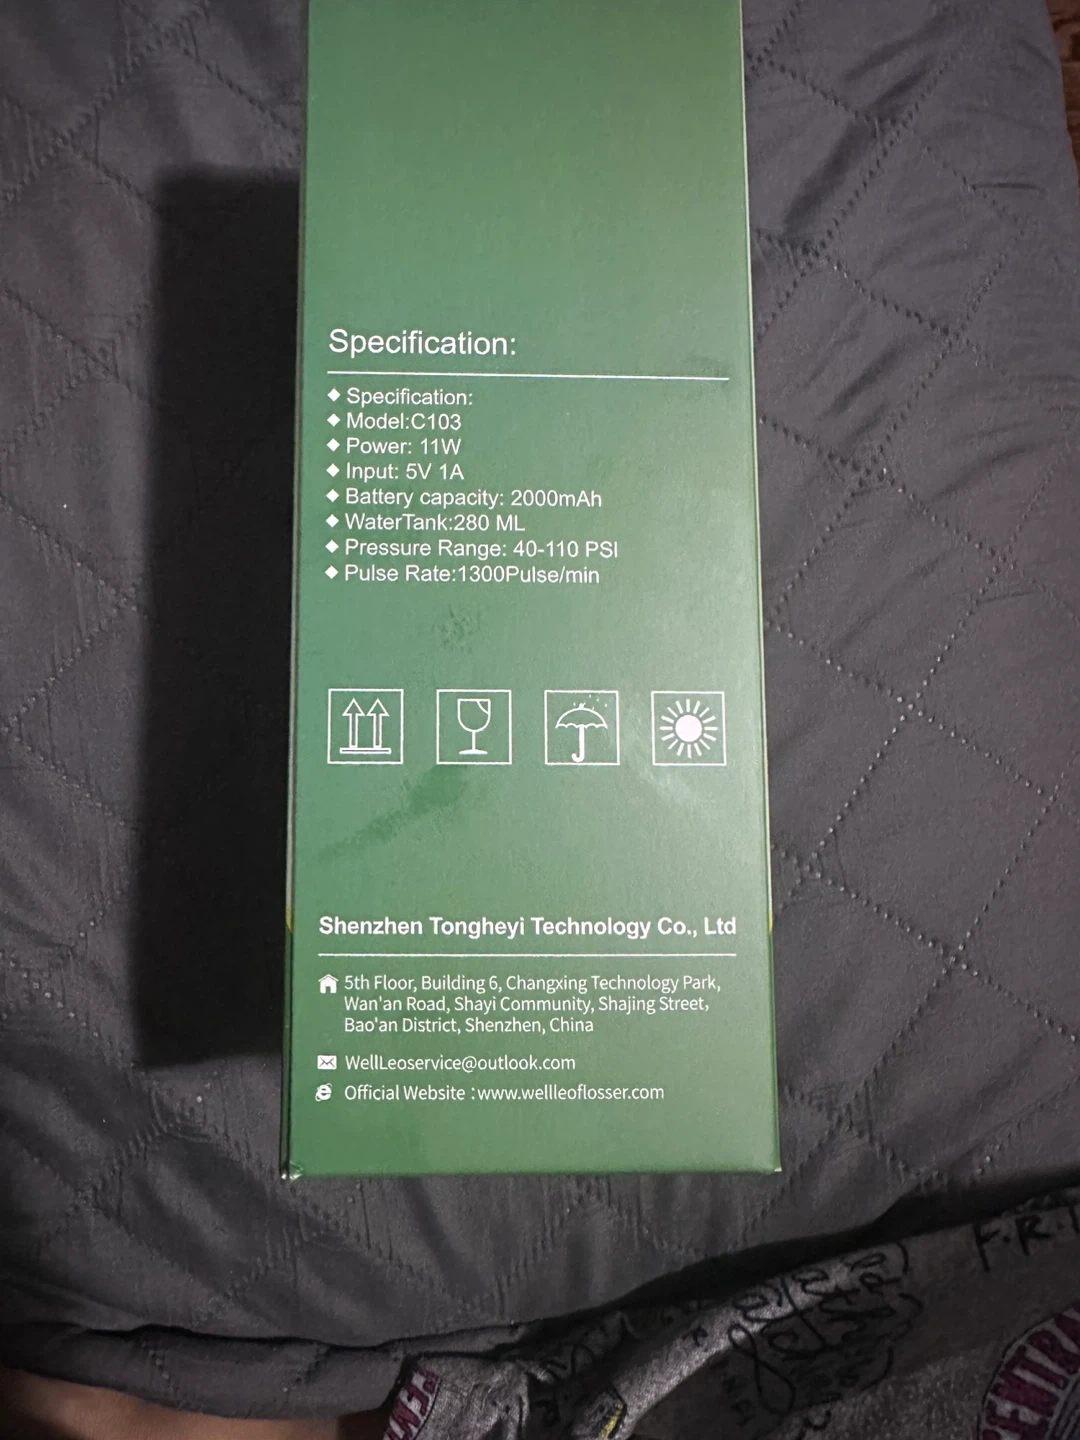 Specification:
◆ Specification:
◆ Model:C103
◆ Power: 11W
◆ Input: 5V 1A
◆ Battery capacity: 2000mAh
◆ WaterTank:280 ML
◆ Pressure Range: 40-110 PSI
◆ Pulse Rate:1300Pulse/min
Shenzhen Tongheyi Technology Co., Ltd
5th Floor, Building 6, Changxing Technology Park,
Wan'an Road, Shayi Community, Shajing Street,
Bao'an District, Shenzhen, China
WellLeoservice@outlook.com
Official Website :www.wellleoflosser.com
F.R.I